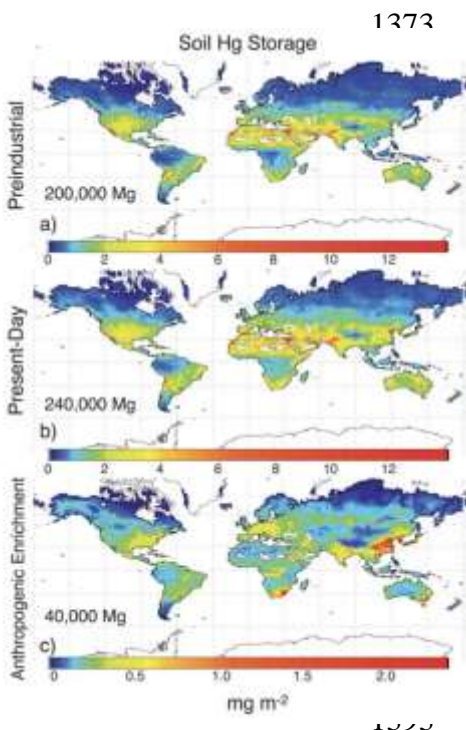 1373
Soil Hg Storage
Preindustrial
200,000 Mg
a)
0 2 4 6 8 10 12
Present-Day
240,000 Mg
b)
0 2 4 6 8 10 12
Anthropogenic Enrichment
40,000 Mg
c)
0 0.5 1.0 1.5 2.0
mg m-2